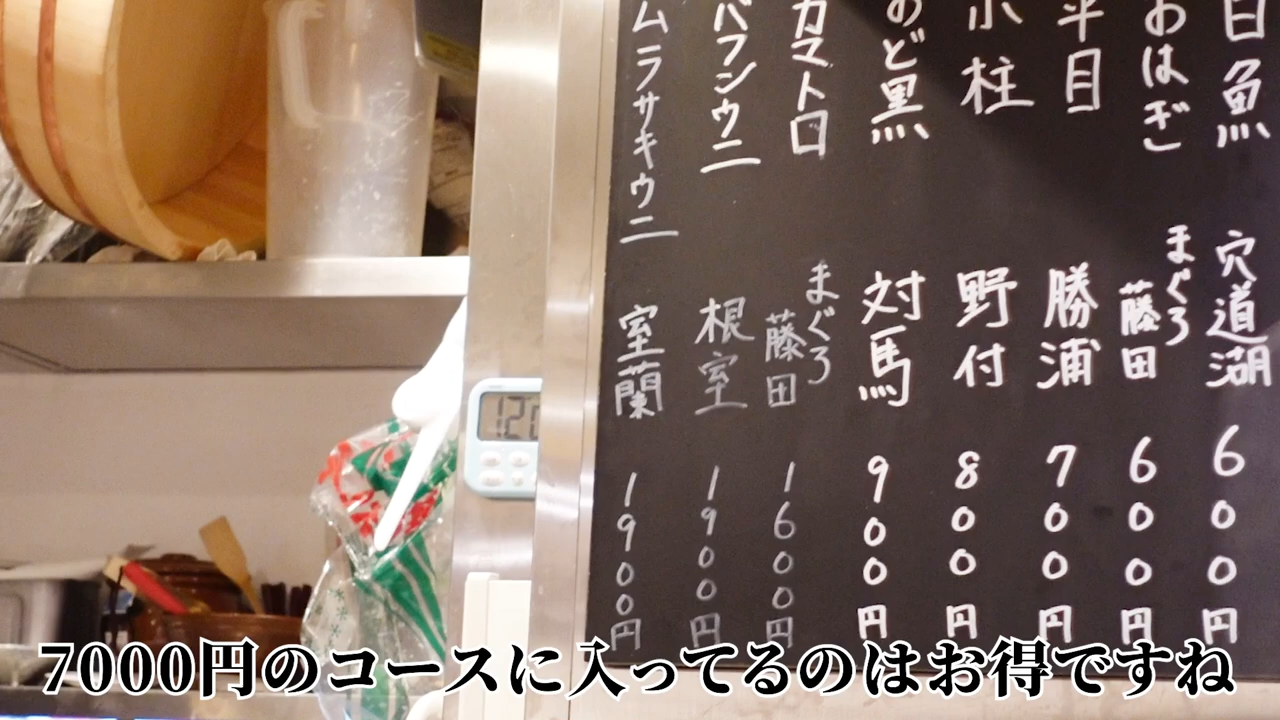 白魚 穴道湖 600円
おはぎ まぐろ藤田 600円
平目 勝浦 700円
小柱 野付 800円
のど黒 対馬 900円
カマトロ まぐろ藤田 1600円
バフンウニ 根室 1900円
ムラサキウニ 室蘭 1900円
7000円のコースに入ってるのはお得ですね